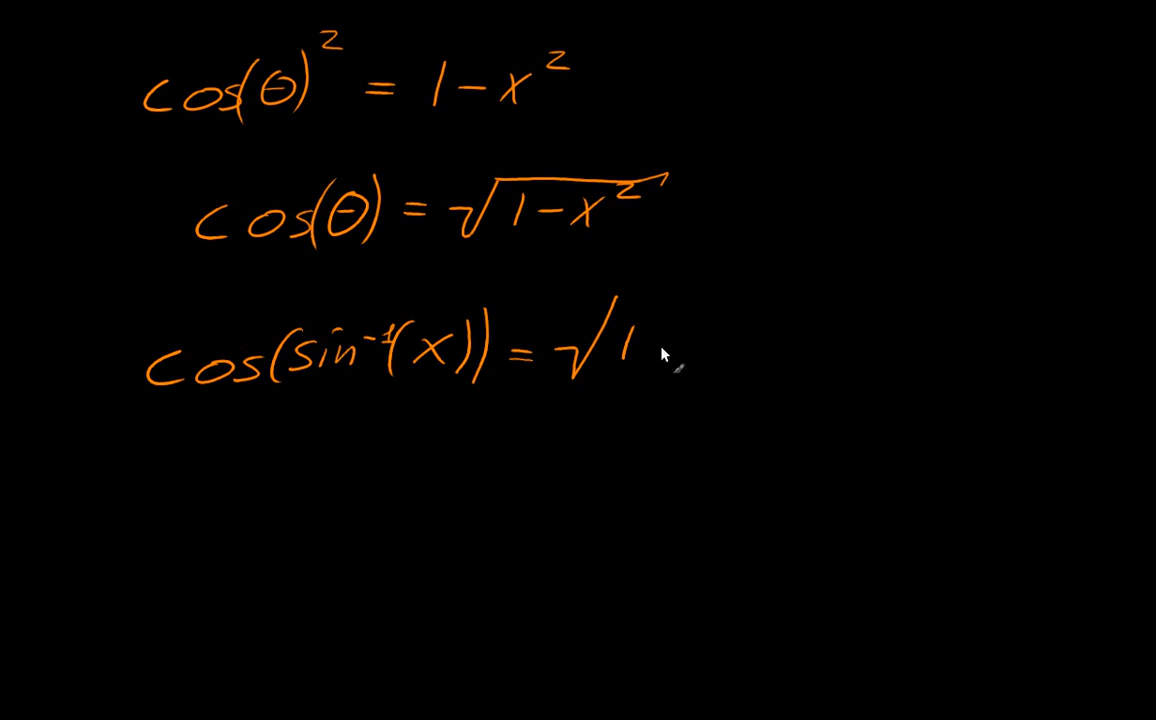 cos(θ)² = 1-x²
cos(θ) = √1-x²
cos(sin⁻¹(x)) = √1